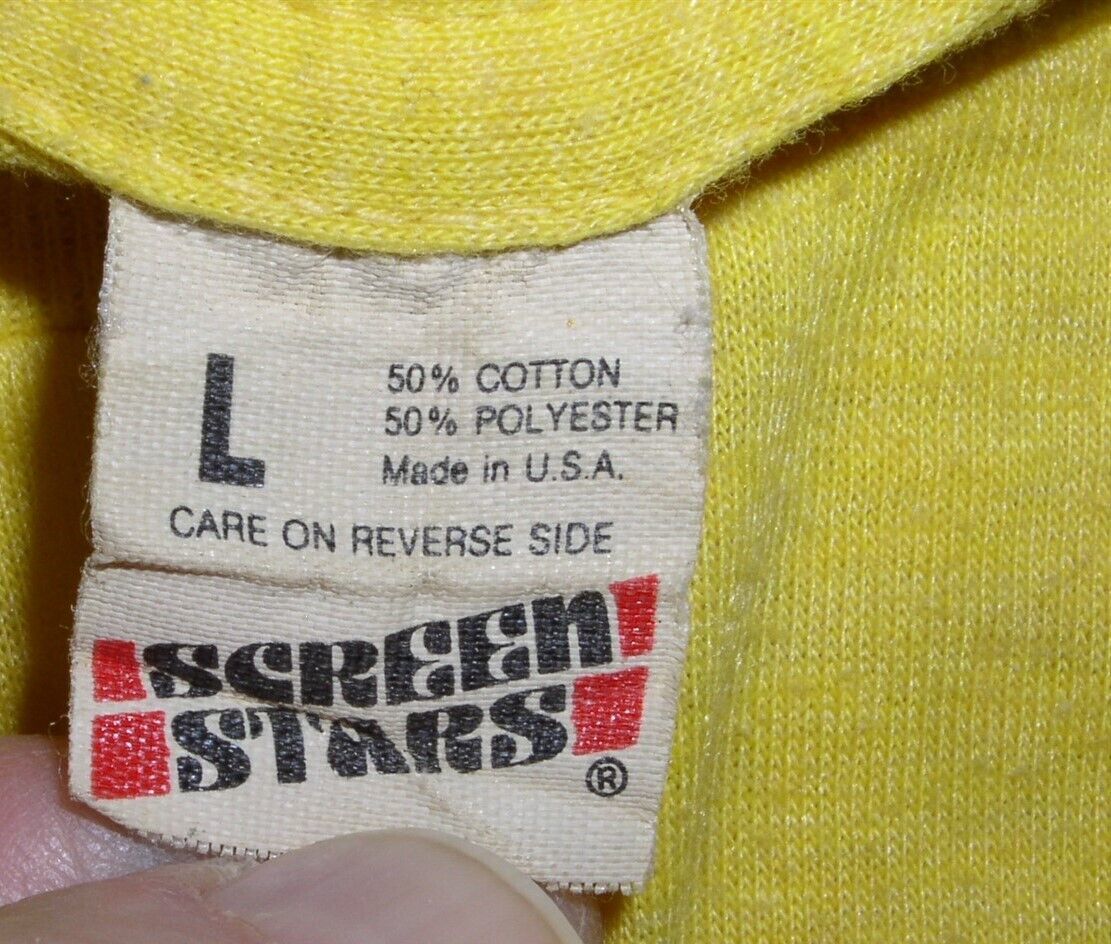 L
50% COTTON
50% POLYESTER
Made in U.S.A.
CARE ON REVERSE SIDE
SCREEN
STARS
®